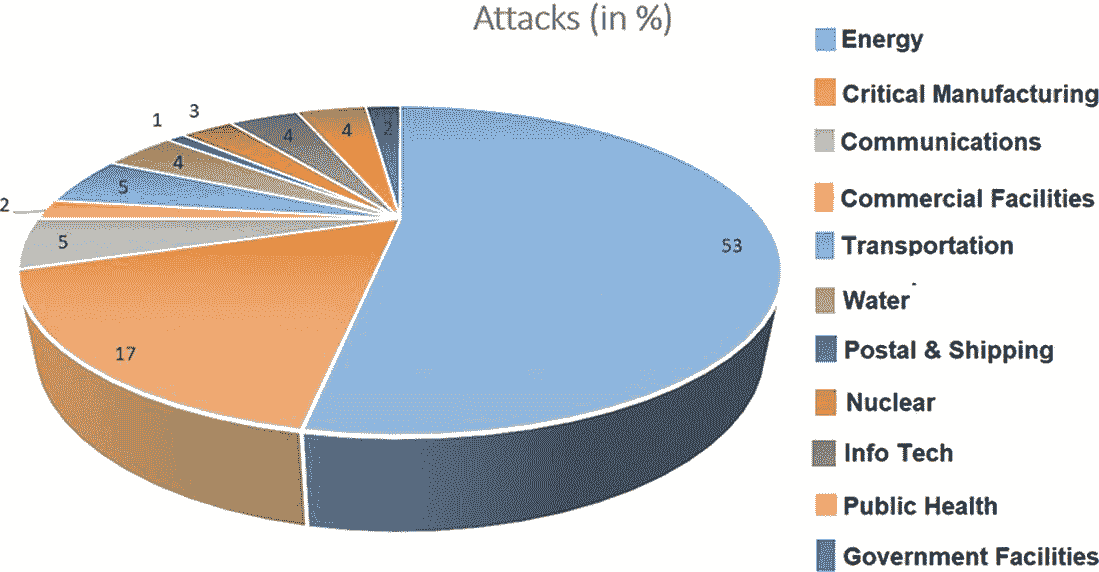 Attacks (in %)
53
17
5
2
5
4
1
3
4
4
2
Energy
Critical Manufacturing
Communications
Commercial Facilities
Transportation
Water
Postal & Shipping
Nuclear
Info Tech
Public Health
Government Facilities